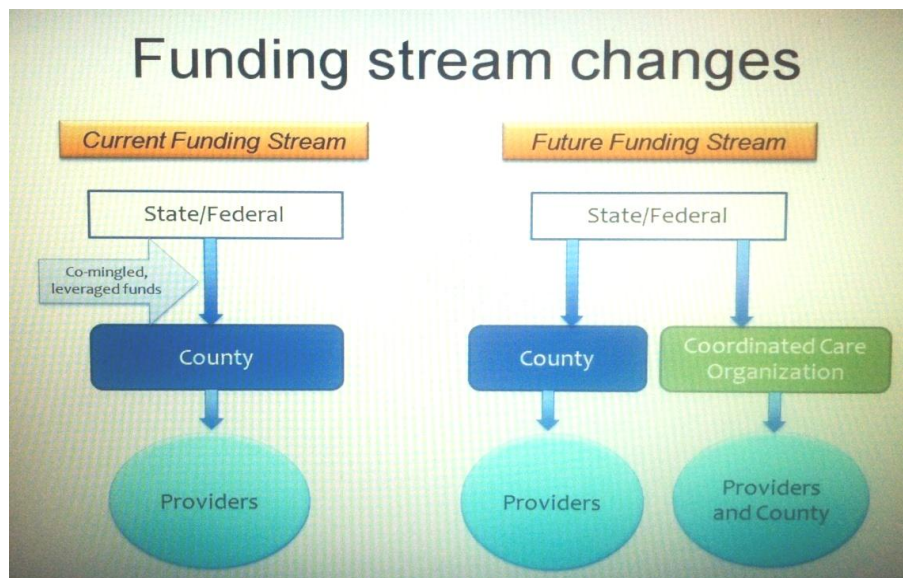 Funding stream changes
Current Funding Stream
State/Federal
Co-mingled,
leveraged funds
County
Providers
Future Funding Stream
State/Federal
County
Coordinated Care
Organization
Providers
Providers
and County